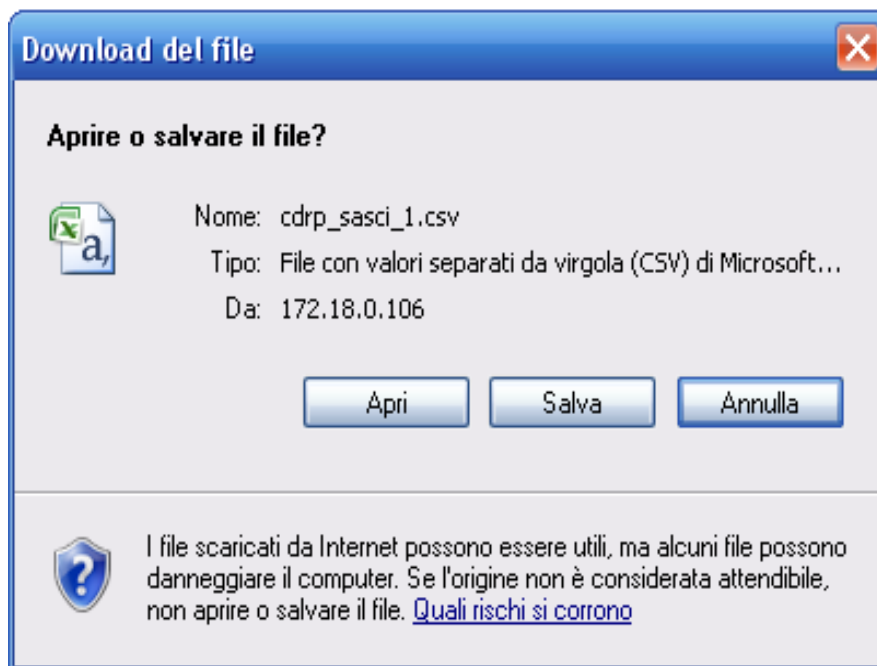 Download del file
Aprire o salvare il file?
Nome: cdrp_sasci_1.csv
Tipo: File con valori separati da virgola (CSV) di Microsoft...
Da: 172.18.0.106
Apri Salva Annulla
I file scaricati da Internet possono essere utili, ma alcuni file possono
danneggiare il computer. Se l'origine non è considerata attendibile,
non aprire o salvare il file. Quali rischi si corrono